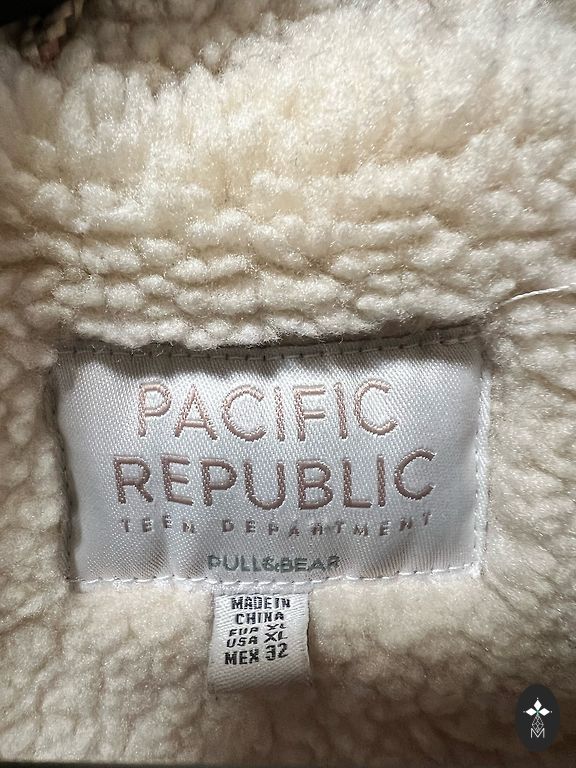 PACIFIC
REPUBLIC
TEEN DEPARTMENT
PULL&BEAR
MADE IN
CHINA
EUR XL
USA XL
MEX 32
M